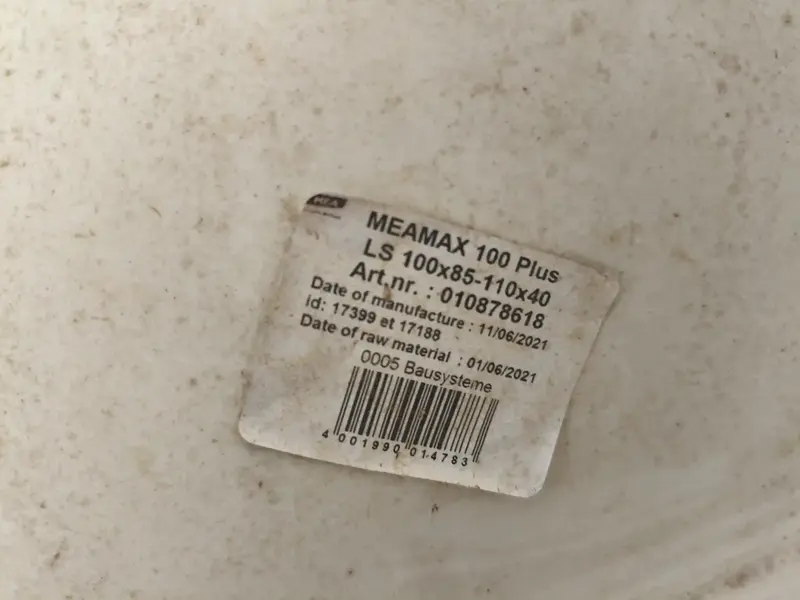 MEA
MEAMAX 100 Plus
LS 100x85-110x40
Art.nr. : 010878618
Date of manufacture : 11/06/2021
id: 17399 et 17188
Date of raw material : 01/06/2021
0005 Bausysteme
4 001990 014783